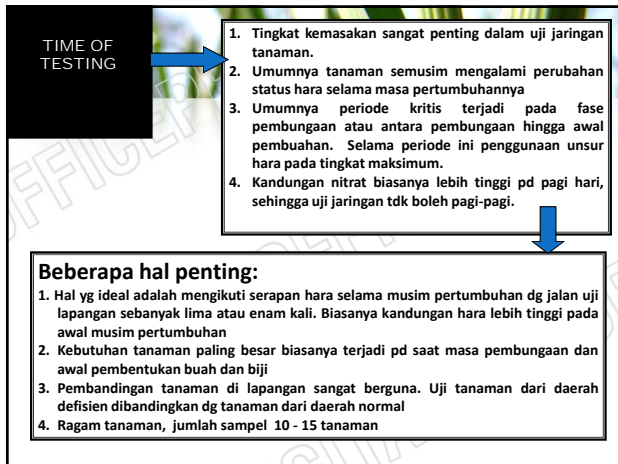 TIME OF
TESTING
1. Tingkat kemasakan sangat penting dalam uji jaringan
tanaman.
2. Umumnya tanaman semusim mengalami perubahan
status hara selama masa pertumbuhannya
3. Umumnya periode kritis terjadi pada fase
pembungaan atau antara pembungaan hingga awal
pembuahan. Selama periode ini penggunaan unsur
hara pada tingkat maksimum.
4. Kandungan nitrat biasanya lebih tinggi pd pagi hari,
sehingga uji jaringan tdk boleh pagi-pagi.
Beberapa hal penting:
1. Hal yg ideal adalah mengikuti serapan hara selama musim pertumbuhan dg jalan uji
lapangan sebanyak lima atau enam kali. Biasanya kandungan hara lebih tinggi pada
awal musim pertumbuhan
2. Kebutuhan tanaman paling besar biasanya terjadi pd saat masa pembungaan dan
awal pembentukan buah dan biji
3. Pembandingan tanaman di lapangan sangat berguna. Uji tanaman dari daerah
defisien dibandingkan dg tanaman dari daerah normal
4. Ragam tanaman, jumlah sampel 10 - 15 tanaman